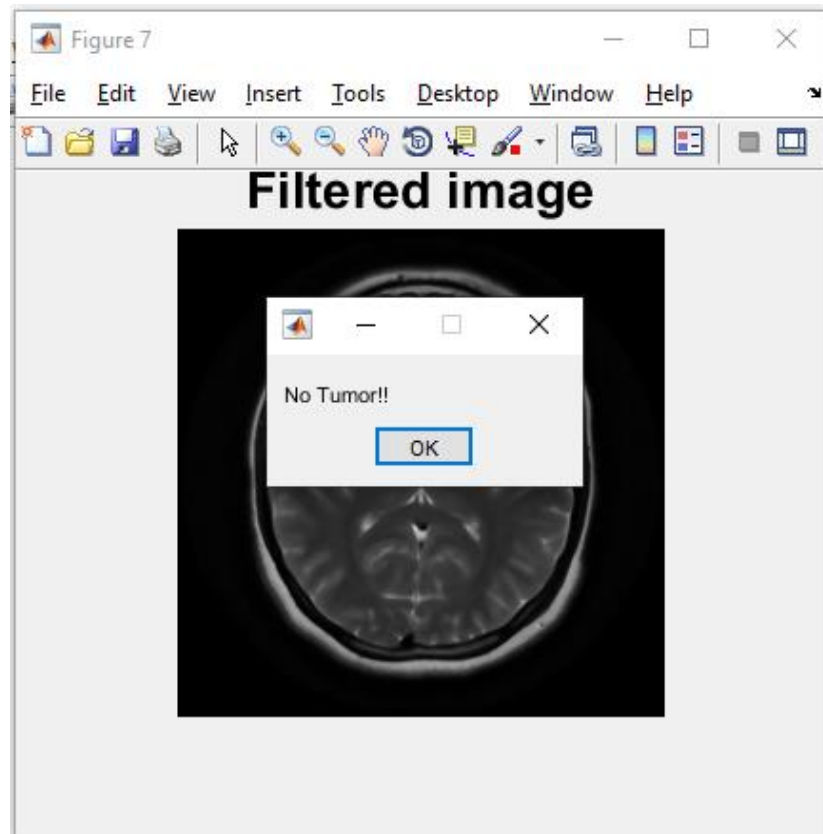 Figure 7
File Edit View Insert Tools Desktop Window Help
Filtered image
No Tumor!!
OK